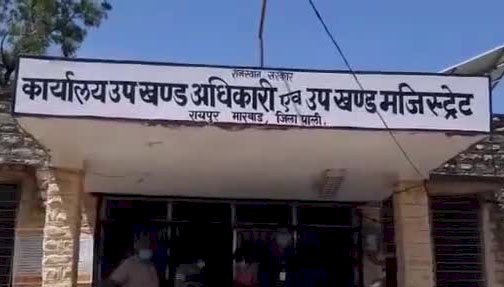 राजस्थान सरकार
कार्यालय उप खण्ड अधिकारी एवं उप खण्ड मजिस्ट्रेट
रायपुर मारवाड़, जिला पाली.